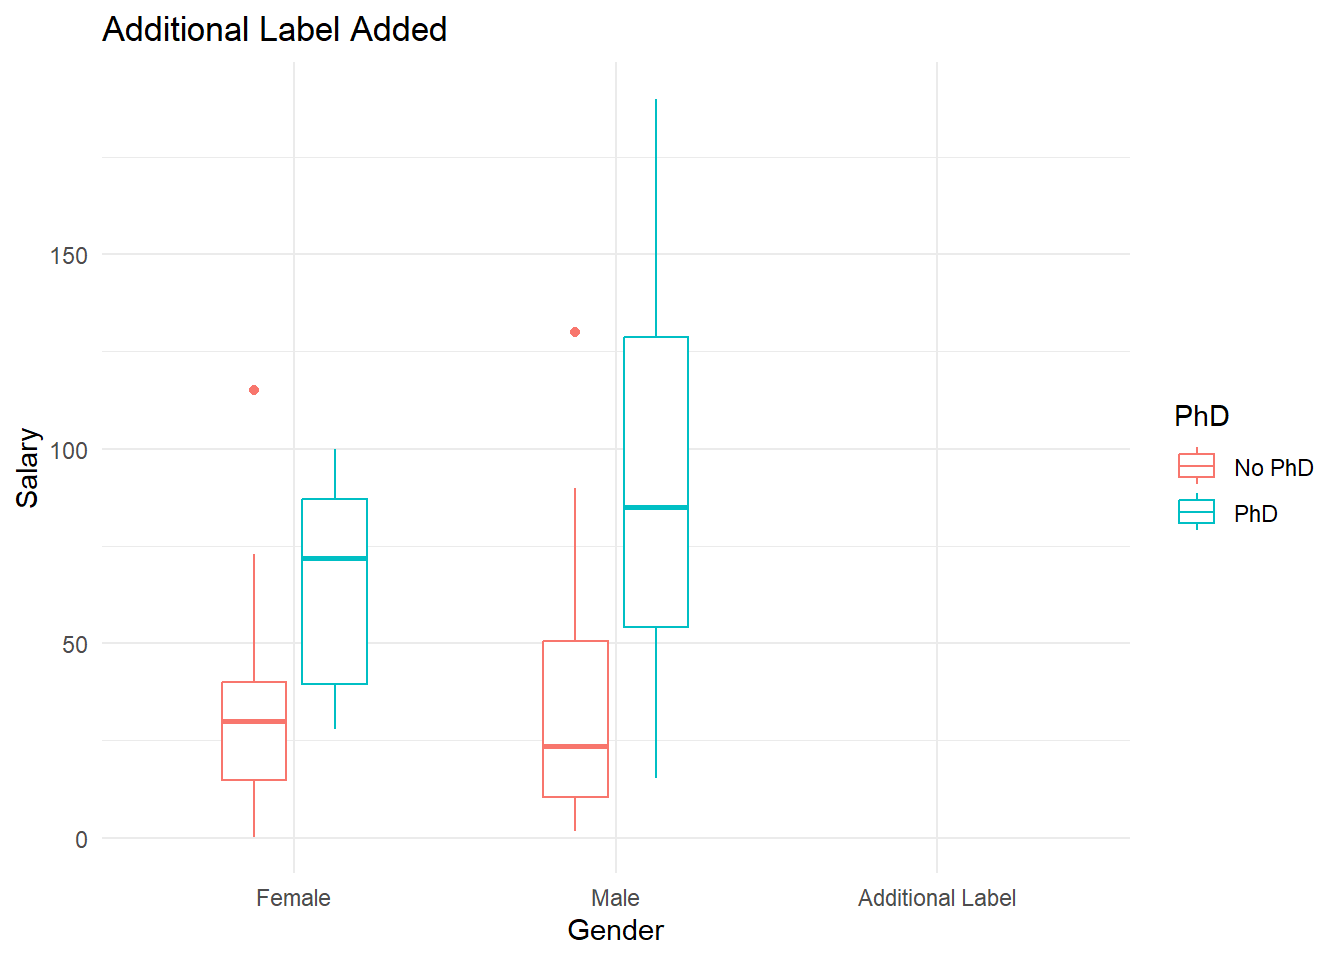 Additional Label Added
Salary
150
100
50
0
Female
Male
Additional Label
Gender
PhD
No PhD
PhD